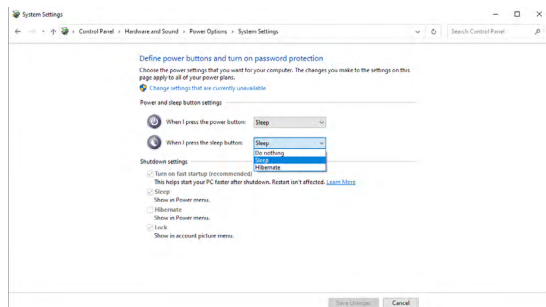 System Settings
Control Panel › Hardware and Sound › Power Options › System Settings
Search Control Panel
Define power buttons and turn on password protection
Choose the power settings that you want for your computer. The changes you make to the settings on this
page apply to all of your power plans.
Change settings that are currently unavailable
Power and sleep button settings
When I press the power button: Sleep
When I press the sleep button: Sleep
Do nothing
Sleep
Hibernate
Shutdown settings
Turn on fast startup (recommended)
This helps start your PC faster after shutdown. Restart isn't affected. Learn More
Sleep
Show in Power menu.
Hibernate
Show in Power menu.
Lock
Show in account picture menu.
Save changes Cancel